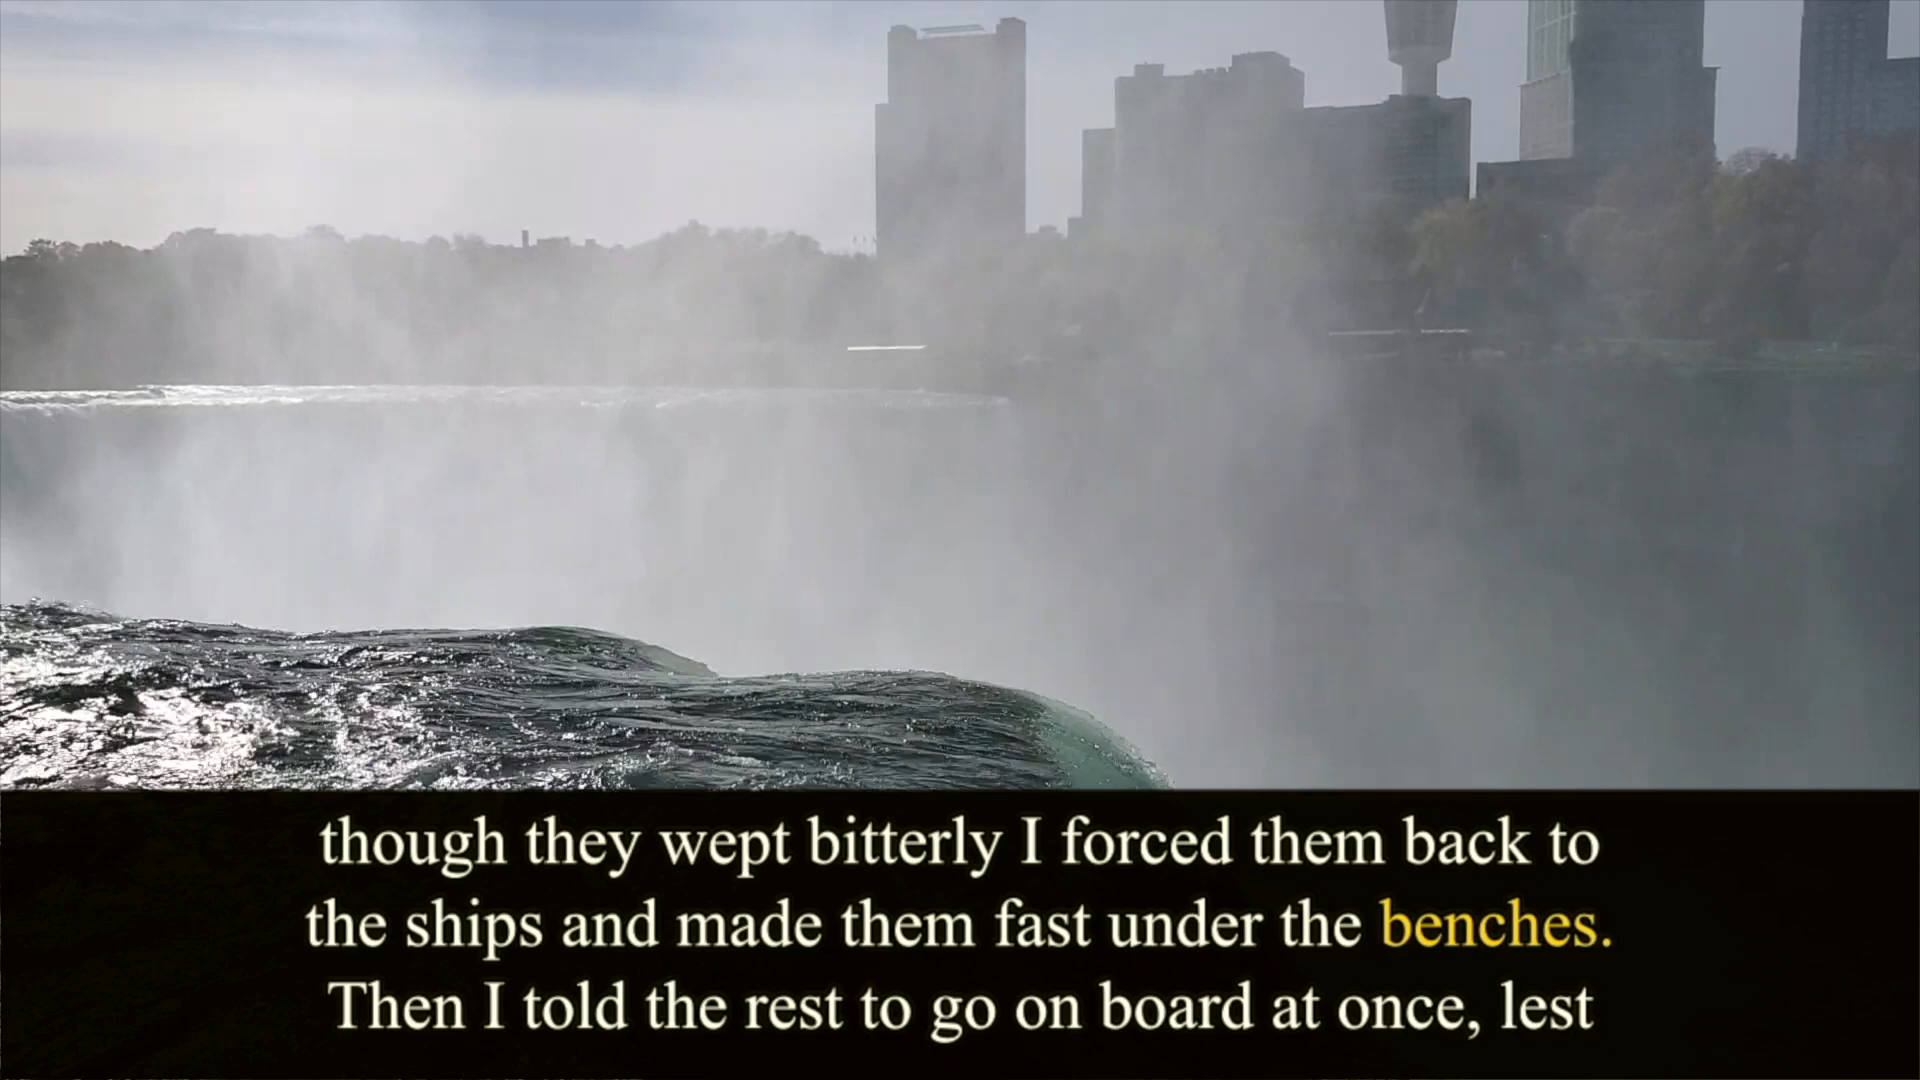 though they wept bitterly I forced them back to
the ships and made them fast under the benches.
Then I told the rest to go on board at once, lest